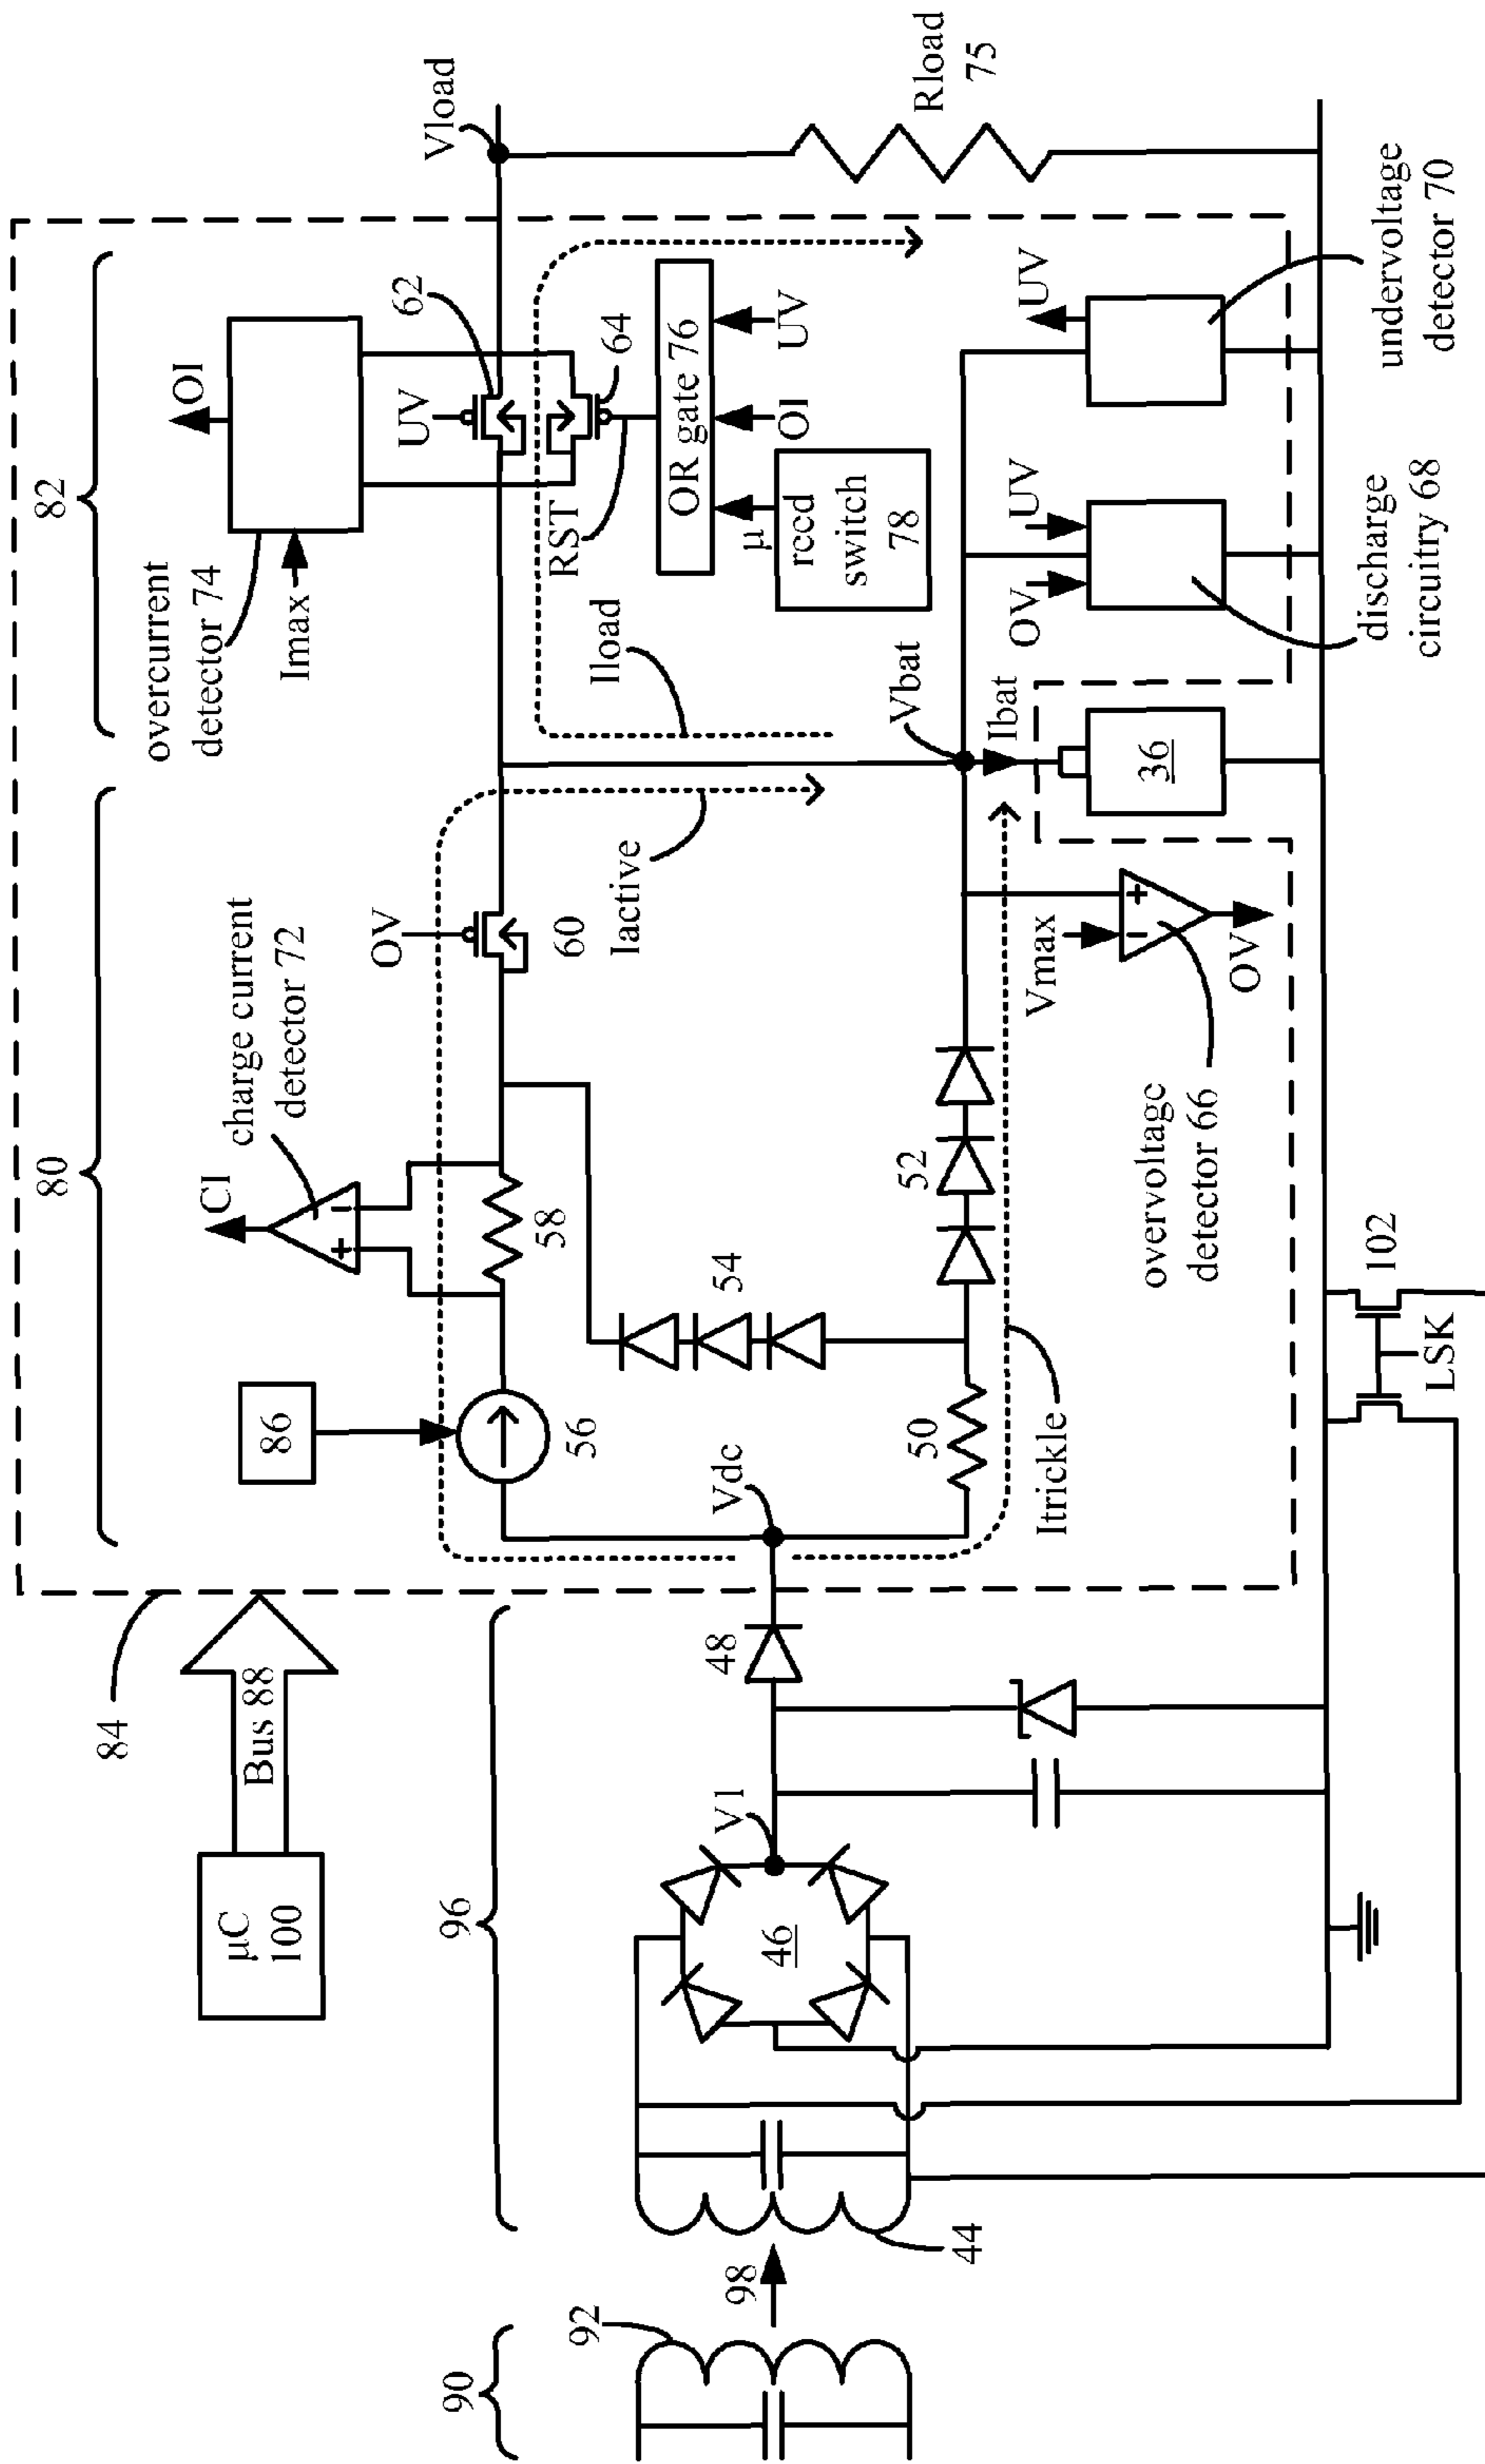 90
92
98
44
96
46
V1
48
µC
100
Bus 88
84
80
82
86
56
CI
charge current
detector 72
58
OV
60
Iactive
Vdc
50
54
52
Itrickle
overvoltage
detector 66
Vmax
OV
overcurrent
detector 74
Imax
OI
UV
62
64
RST
OR gate 76
µ
OI
UV
reed
switch
78
Iload
Vload
Rload
75
Vbat
Ibat
36
OV
UV
discharge
circuitry 68
UV
undervoltage
detector 70
LSK
102